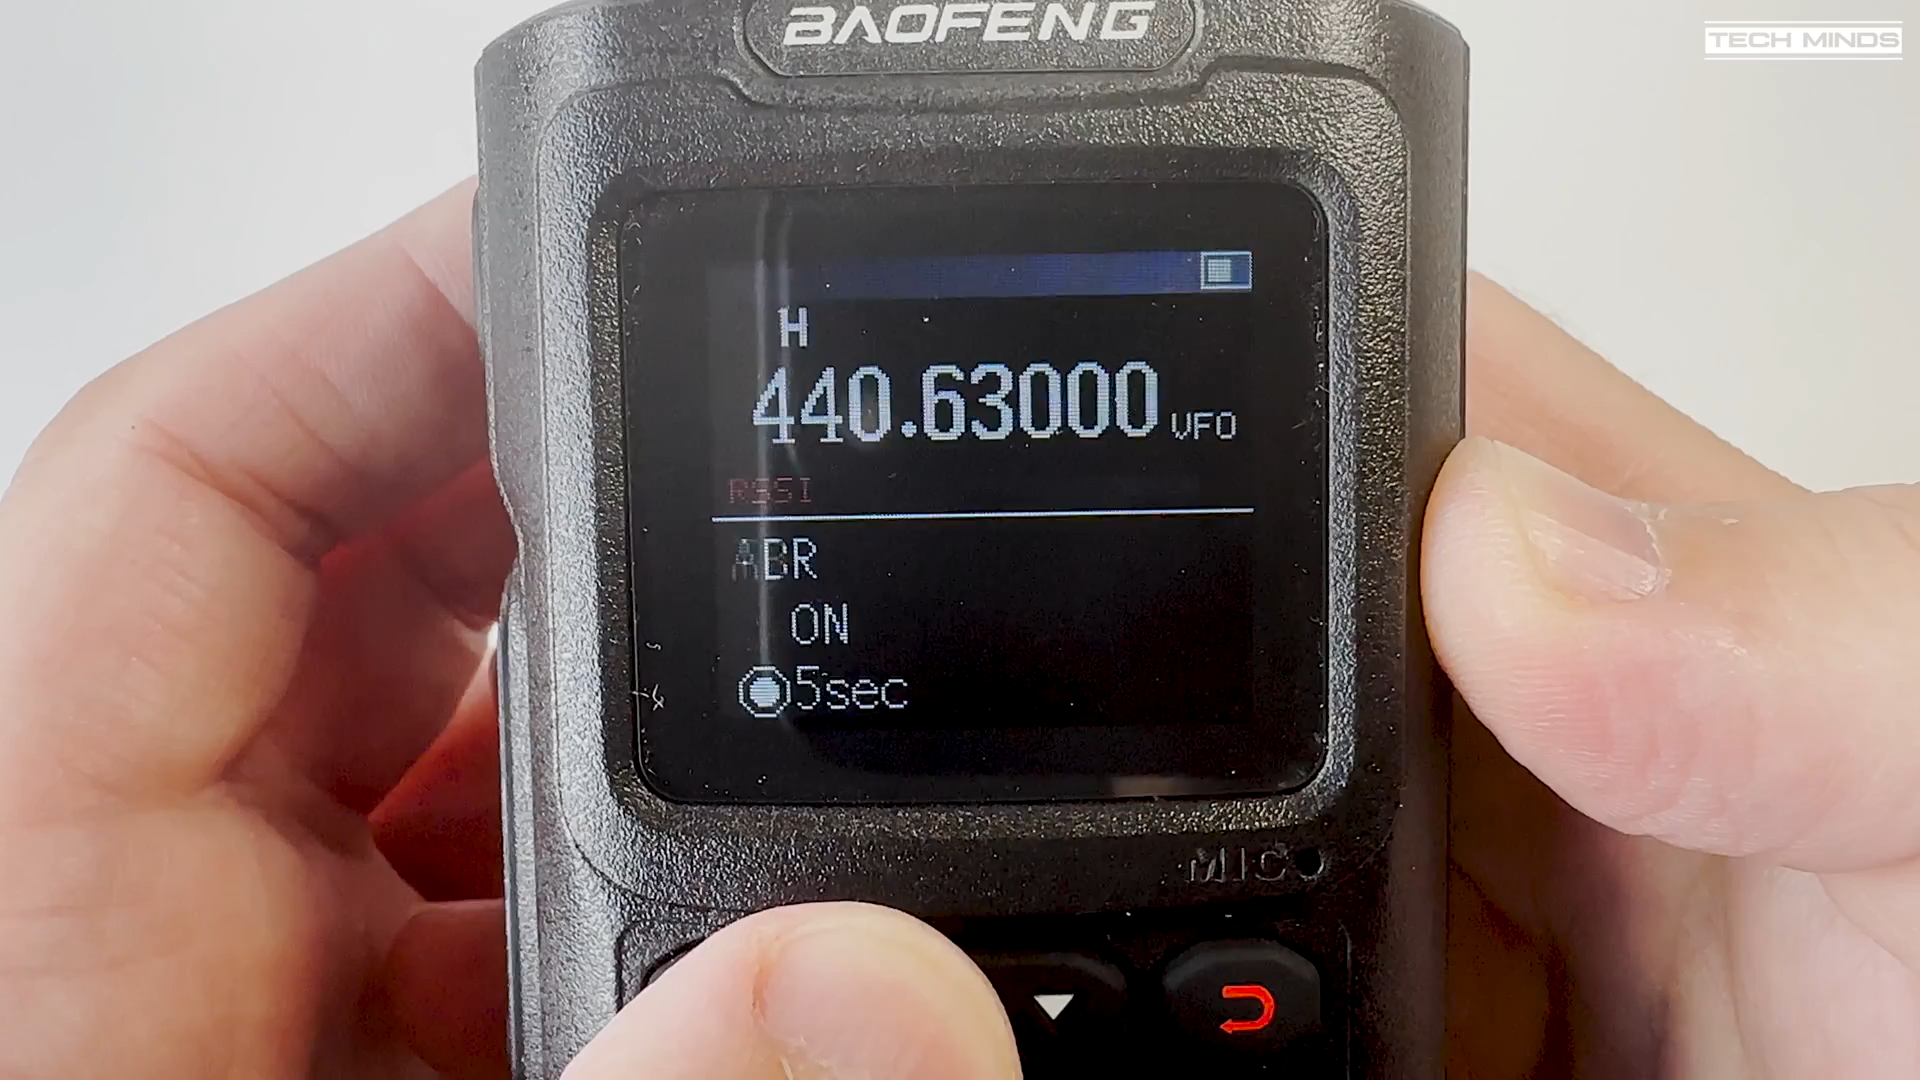 BAOFENG
TECH MINDS
H
440.63000 VFO
RSSI
ABR
ON
5sec
MIC